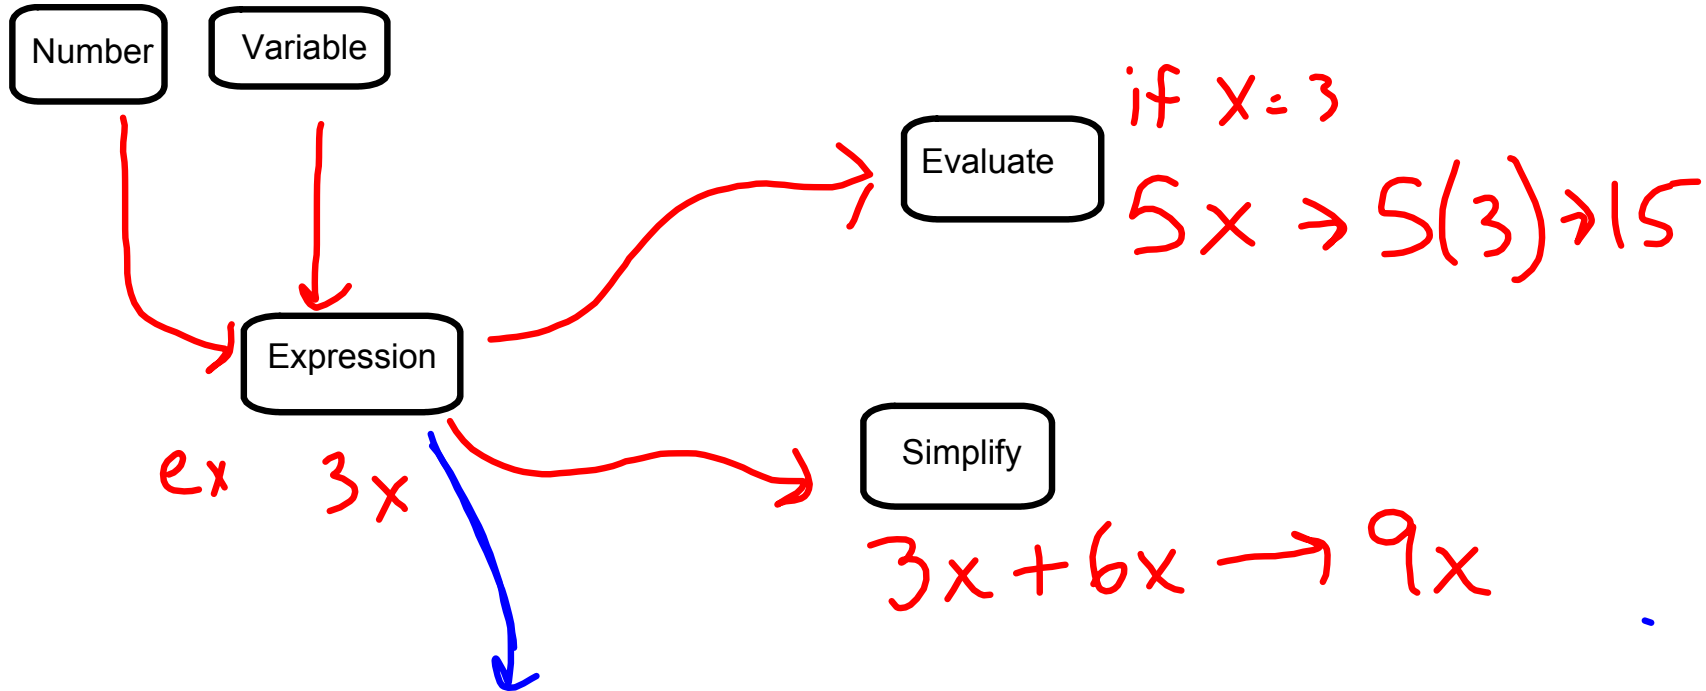 Number
Variable
if x = 3
Evaluate
5x → 5(3) → 15
Expression
ex 3x
Simplify
3x + 6x → 9x